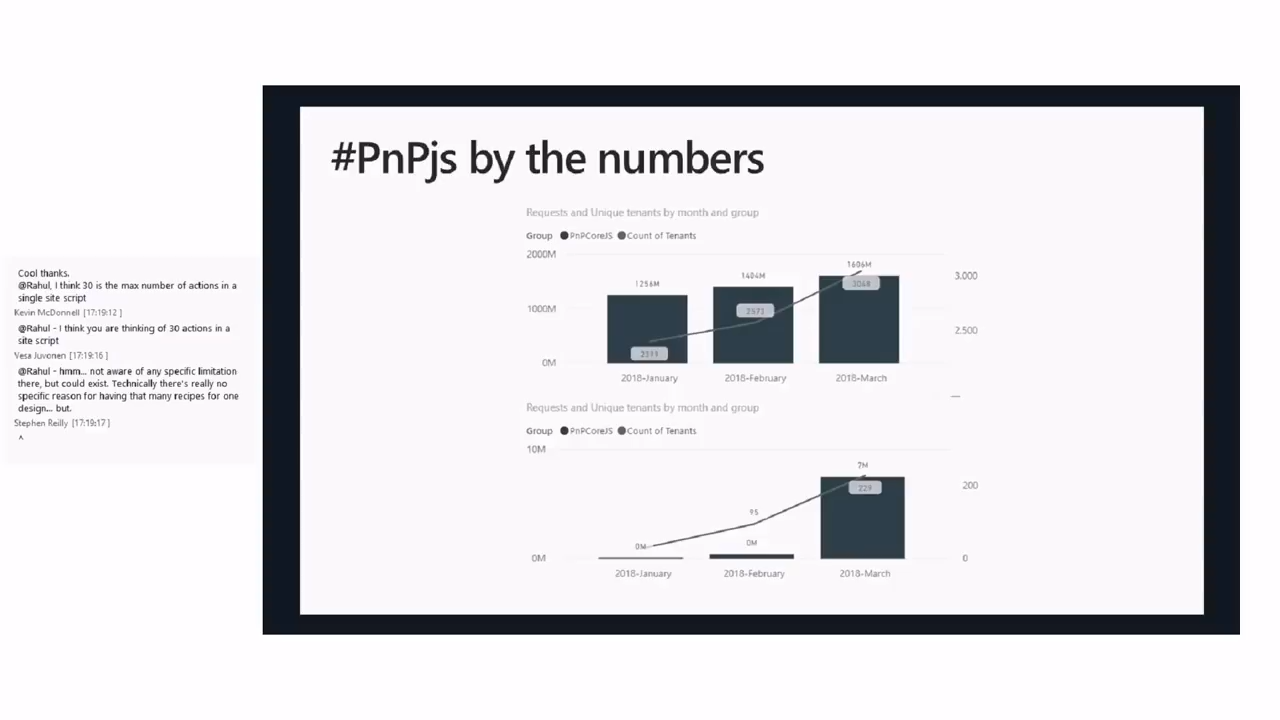 #PnPjs by the numbers
Requests and Unique tenants by month and group
Group PnPCoreJS Count of Tenants
2000M
1000M
0M
3,000
2,500
1256M
1404M
1606M
2571
3048
2018-January
2018-February
2018-March
Requests and Unique tenants by month and group
Group PnPCoreJS Count of Tenants
10M
0M
200
0
0M
95
0M
7M
229
2018-January
2018-February
2018-March
Cool thanks.
@Rahul, I think 30 is the max number of actions in a
single site script
Kevin McDonnell [17:19:12 ]
@Rahul - I think you are thinking of 30 actions in a
site script
Vesa Juvonen [17:19:16 ]
@Rahul - hmm... not aware of any specific limitation
there, but could exist. Technically there's really no
specific reason for having that many recipes for one
design... but.
Stephen Reilly [17:19:17 ]
^